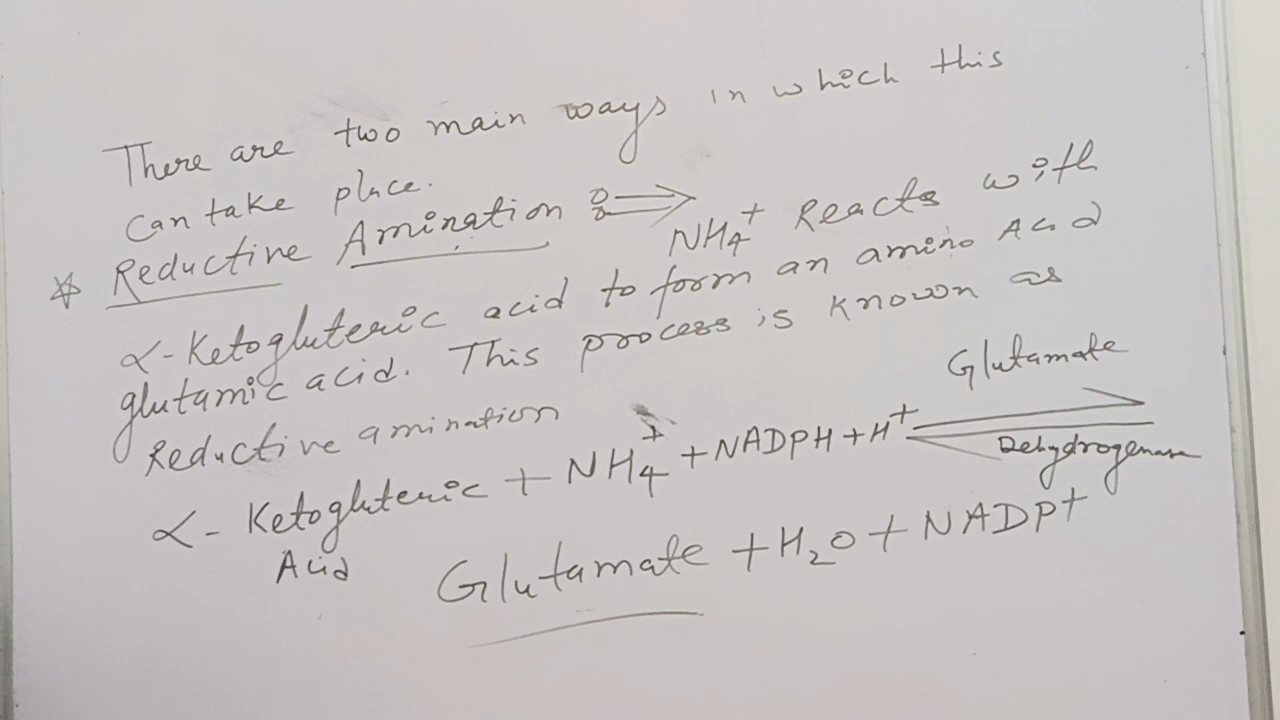 There are two main ways in which this
can take place.
☆ Reductive Amination :⇒ NH₄⁺ Reacts with
α-Ketogluteric acid to form an amino Acid
glutamic acid. This process is known as
Reductive amination
α- Ketogluteric Acid + NH₄⁺ + NADPH + H⁺ ⇌ Glutamate Dehydrogenase
Glutamate + H₂O + NADP+